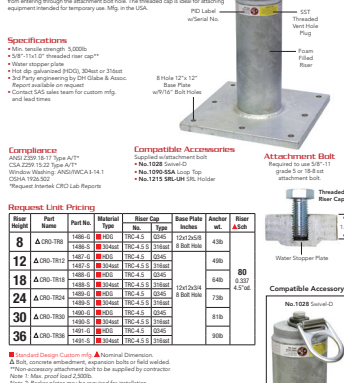 from entering through the attachment bolt hole. The threaded cap is ideal for attaching
equipment intended for temporary use. Mfg. in the USA.
PID Label
w/Serial No.
SST
Threaded
Vent Hole
Plug
Foam
Filled
Riser
8 Hole 12"x 12"
Base Plate
w/9/16" Bolt Holes
Specifications
• Min. tensile strength 5,000lb
• 5/8"-11x1.0" threaded riser cap**
• Water stopper plate
• Hot dip galvanized (HDG), 304sst or 316sst
• 3rd Party engineering by DH Glabe & Assoc.
Report available on request
• Contact SAS sales team for custom mfg.
and lead times
Compliance
ANSI Z359.18-17 Type A/T*
CSA Z259.15:22 Type A/T*
Window Washing: ANSI/IWCA I-14.1
OSHA 1926.502
*Request Intertek CRO Lab Reports
Compatible Accessories
Supplied w/attachment bolt
• No.1028 Swivel-D
• No.1090-SSA Loop Top
• No.1215 SRL-UH SRL Holder
Attachment Bolt
Required to use 5/8"-11
grade 5 or 18-8 sst
attachment bolt.
Threaded
Riser Cap
Water Stopper Plate
Request Unit Pricing
Riser Height Part Name Part No. Material Type Riser Cap No. Type Base Plate Inches Anchor wt. Riser ▲Sch
8 Δ CRO-TR8 1486-G HDG TRC-4.5 Q345 12x12x5/8 8 Bolt Hole 43lb
1486-S 304sst TRC-4.5 S 316sst
12 Δ CRO-TR12 1487-G HDG TRC-4.5 Q345 12x12x3/4 8 Bolt Hole 49lb 80 0.337 4.5"od.
1487-S 304sst TRC-4.5 S 316sst
18 Δ CRO-TR18 1488-G HDG TRC-4.5 Q345 64lb
1488-S 304sst TRC-4.5 S 316sst
24 Δ CRO-TR24 1489-G HDG TRC-4.5 Q345 73lb
1489-S 304sst TRC-4.5 S 316sst
30 Δ CRO-TR30 1490-G HDG TRC-4.5 Q345 81lb
1490-S 304sst TRC-4.5 S 316sst
36 Δ CRO-TR36 1491-G HDG TRC-4.5 Q345 90lb
1491-S 304sst TRC-4.5 S 316sst
Standard Design Custom mfg. ▲Nominal Dimension
Δ Bolt, concrete embedment, expansion bolts or field welded.
**Non-accessory attachment bolt to be supplied by contractor
Note 1: Max. proof load 2,500lb.
Compatible Accessory
No.1028 Swivel-D